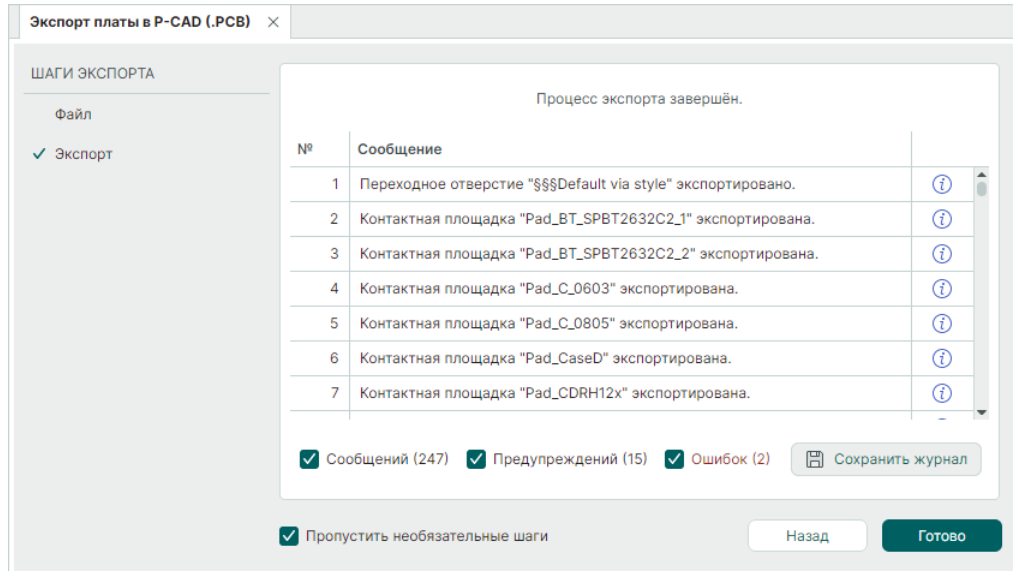 Экспорт платы в P-CAD (.PCB)
ШАГИ ЭКСПОРТА
Файл
Экспорт
Процесс экспорта завершён.
№ Сообщение
1 Переходное отверстие "§§§Default via style" экспортировано.
2 Контактная площадка "Pad_BT_SPBT2632C2_1" экспортирована.
3 Контактная площадка "Pad_BT_SPBT2632C2_2" экспортирована.
4 Контактная площадка "Pad_C_0603" экспортирована.
5 Контактная площадка "Pad_C_0805" экспортирована.
6 Контактная площадка "Pad_CaseD" экспортирована.
7 Контактная площадка "Pad_CDRH12x" экспортирована.
Сообщений (247) Предупреждений (15) Ошибок (2) Сохранить журнал
Пропустить необязательные шаги Назад Готово